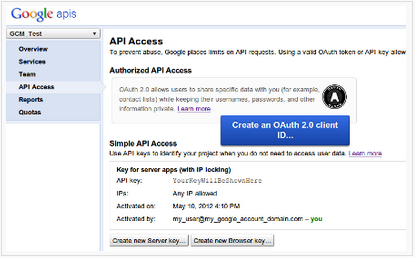 Google apis
GCM_Test
Overview
Services
Team
API Access
Reports
Quotas
API Access
To prevent abuse, Google places limits on API requests. Using a valid OAuth token or API key allow
Authorized API Access
OAuth 2.0 allows users to share specific data with you (for example,
contact lists) while keeping their usernames, passwords, and other
information private. Learn more
A
Create an OAuth 2.0 client
ID...
Simple API Access
Use API keys to identify your project when you do not need to access user data. Learn more
Key for server apps (with IP locking)
API key: YourKeyWillBeShownHere
IPs: Any IP allowed
Activated on: May 10, 2012 4:10 PM
Activated by: my_user@my_google_account_domain.com – you
Create new Server key... Create new Browser key...